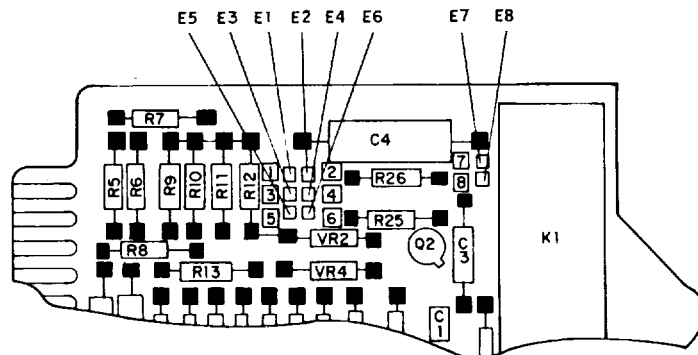 E5 E3 E1 E2 E4 E6 E7 E8
R7
C4
1 2 7
R5 R6 R9 R10 R11 R12 3 4 R26 8
5 6 R25
VR2 Q2 C3 K1
R8
R13 VR4
C1